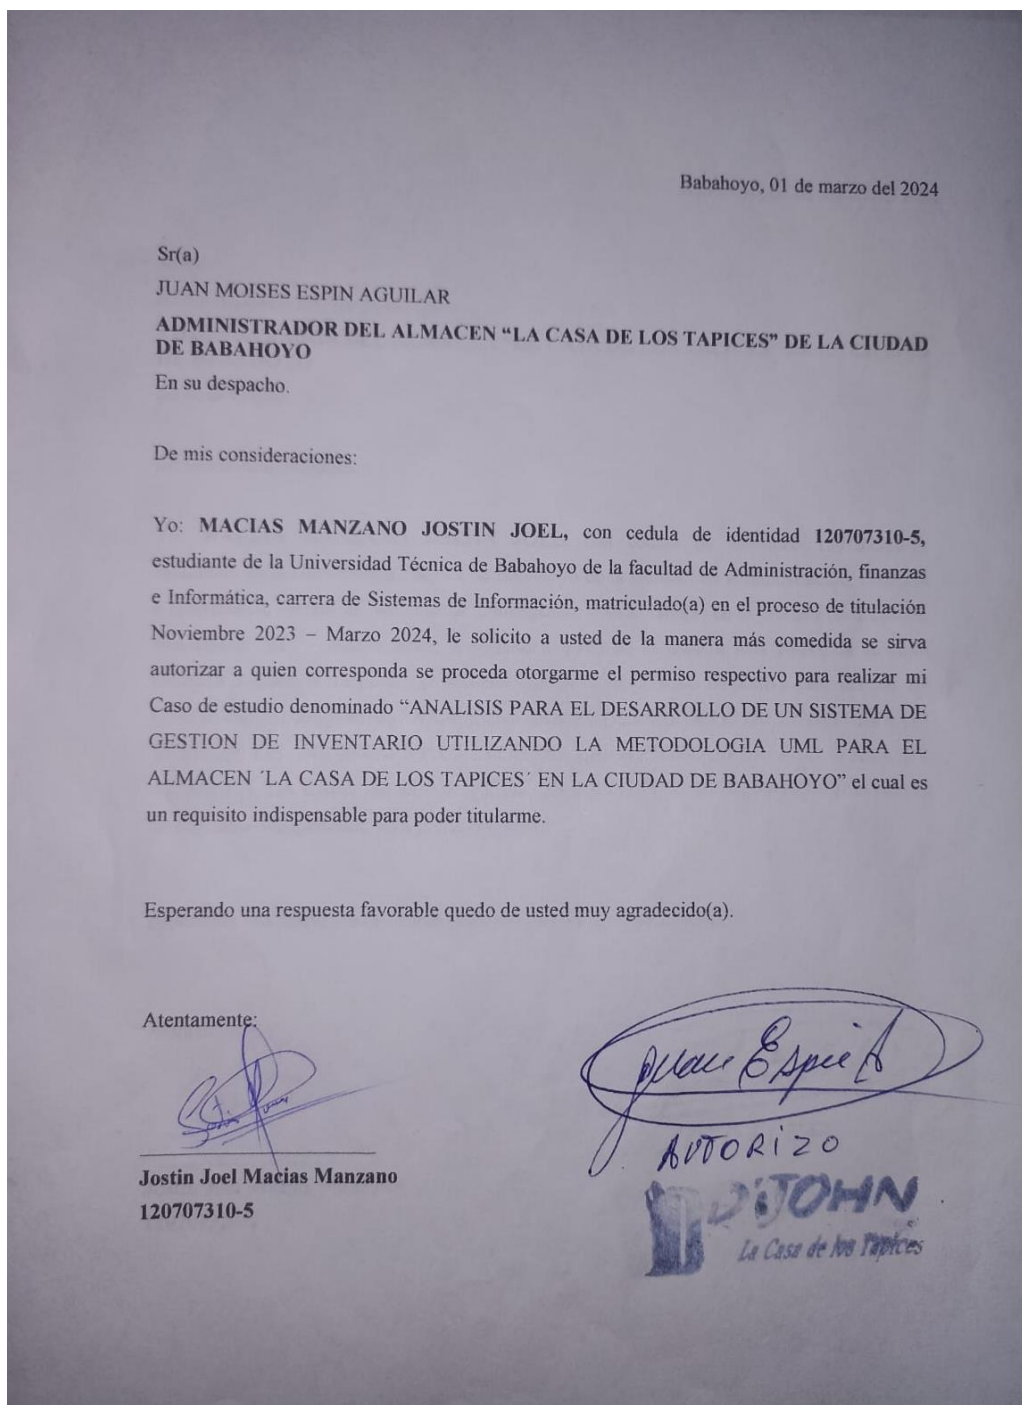 Babahoyo, 01 de marzo del 2024
Sr(a)
JUAN MOISES ESPIN AGUILAR
ADMINISTRADOR DEL ALMACEN “LA CASA DE LOS TAPICES” DE LA CIUDAD
DE BABAHOYO
En su despacho.
De mis consideraciones:
Yo: MACIAS MANZANO JOSTIN JOEL, con cedula de identidad 120707310-5,
estudiante de la Universidad Técnica de Babahoyo de la facultad de Administración, finanzas
e Informática, carrera de Sistemas de Información, matriculado(a) en el proceso de titulación
Noviembre 2023 – Marzo 2024, le solicito a usted de la manera más comedida se sirva
autorizar a quien corresponda se proceda otorgarme el permiso respectivo para realizar mi
Caso de estudio denominado “ANALISIS PARA EL DESARROLLO DE UN SISTEMA DE
GESTION DE INVENTARIO UTILIZANDO LA METODOLOGIA UML PARA EL
ALMACEN ´LA CASA DE LOS TAPICES´ EN LA CIUDAD DE BABAHOYO” el cual es
un requisito indispensable para poder titularme.
Esperando una respuesta favorable quedo de usted muy agradecido(a).
Atentamente:
Juan Espin A
AUTORIZO
Jostin Joel Macias Manzano
120707310-5
D'JOHN
La Casa de los Tapices